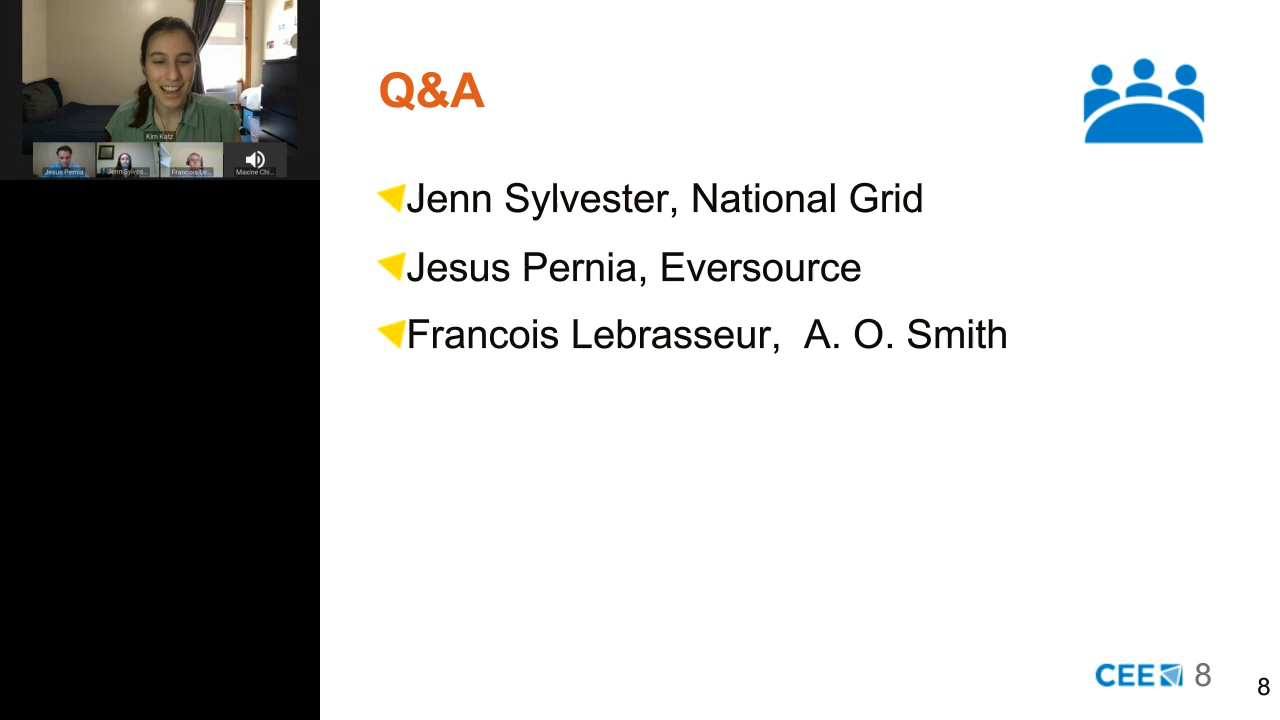 Kim Katz
Jesus Pernia
Jenn Sylves...
Francois Le...
Maxine Chi...
Q&A
Jenn Sylvester, National Grid
Jesus Pernia, Eversource
Francois Lebrasseur, A. O. Smith
CEE 8
8